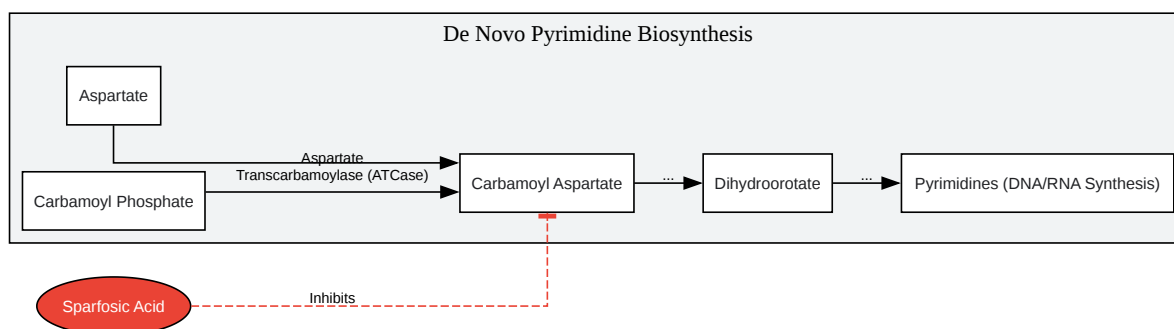 De Novo Pyrimidine Biosynthesis
Aspartate
Aspartate
Transcarbamoylase (ATCase)
Carbamoyl Phosphate
Carbamoyl Aspartate
...
Dihydroorotate
...
Pyrimidines (DNA/RNA Synthesis)
Sparfosic Acid
Inhibits